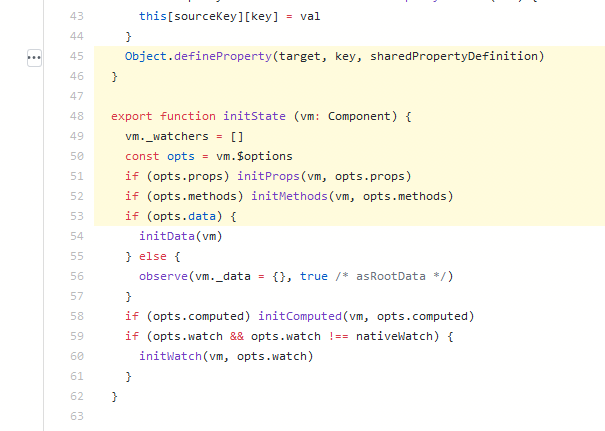 43 this[sourceKey][key] = val
44 }
45 Object.defineProperty(target, key, sharedPropertyDefinition)
46 }
47
48 export function initState (vm: Component) {
49 vm._watchers = []
50 const opts = vm.$options
51 if (opts.props) initProps(vm, opts.props)
52 if (opts.methods) initMethods(vm, opts.methods)
53 if (opts.data) {
54 initData(vm)
55 } else {
56 observe(vm._data = {}, true /* asRootData */)
57 }
58 if (opts.computed) initComputed(vm, opts.computed)
59 if (opts.watch && opts.watch !== nativeWatch) {
60 initWatch(vm, opts.watch)
61 }
62 }
63